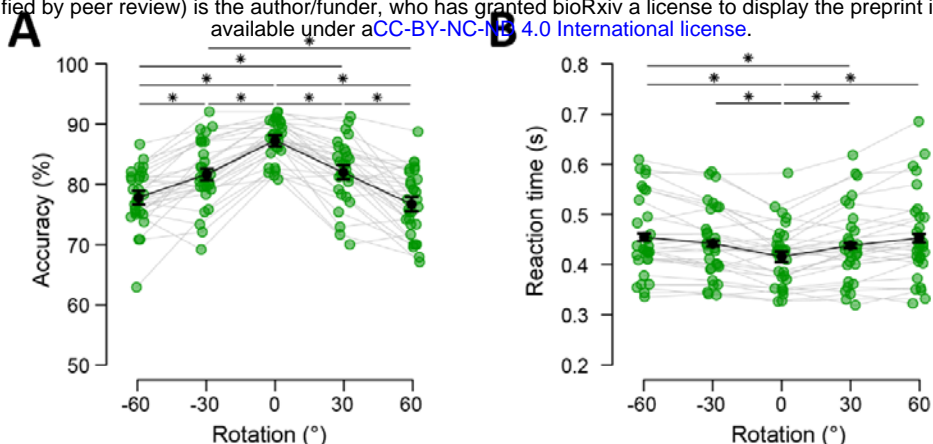 fied by peer review) is the author/funder, who has granted bioRxiv a license to display the preprint i
available under aCC-BY-NC-ND 4.0 International license.
A
B
100
90
80
70
60
50
Accuracy (%)
-60 -30 0 30 60
Rotation (°)
0.8
0.7
0.6
0.5
0.4
0.3
0.2
Reaction time (s)
-60 -30 0 30 60
Rotation (°)